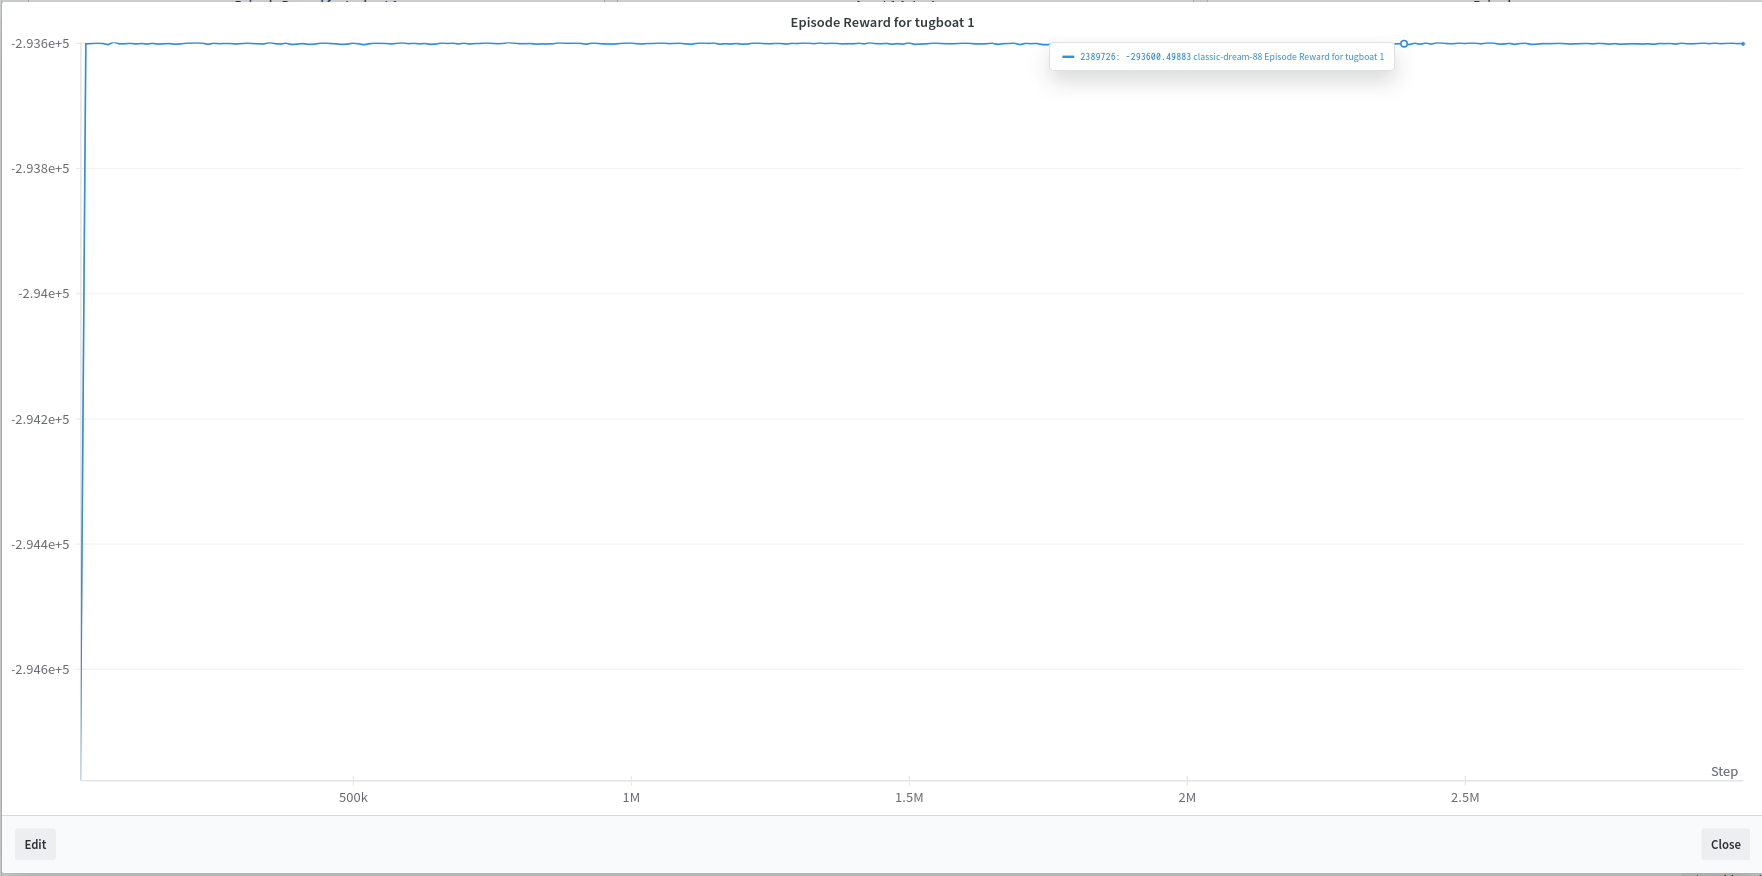 Episode Reward for tugboat 1
-2.936e+5
2389726: -293600.49883 classic-dream-88 Episode Reward for tugboat 1
-2.938e+5
-2.94e+5
-2.942e+5
-2.944e+5
-2.946e+5
Step
500k 1M 1.5M 2M 2.5M
Edit Close